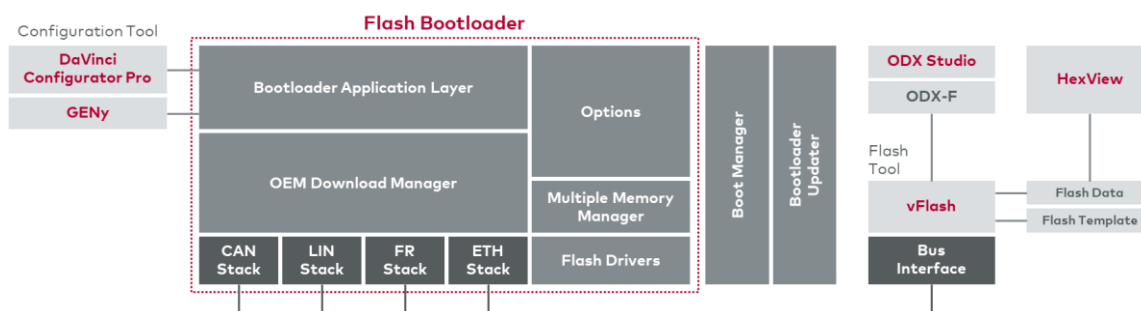 Flash Bootloader
Configuration Tool
DaVinci
Configurator Pro
GENy
Bootloader Application Layer
OEM Download Manager
Options
Multiple Memory
Manager
CAN
Stack
LIN
Stack
FR
Stack
ETH
Stack
Flash Drivers
Boot Manager
Bootloader
Updater
ODX Studio
ODX-F
HexView
Flash
Tool
vFlash
Flash Data
Flash Template
Bus
Interface